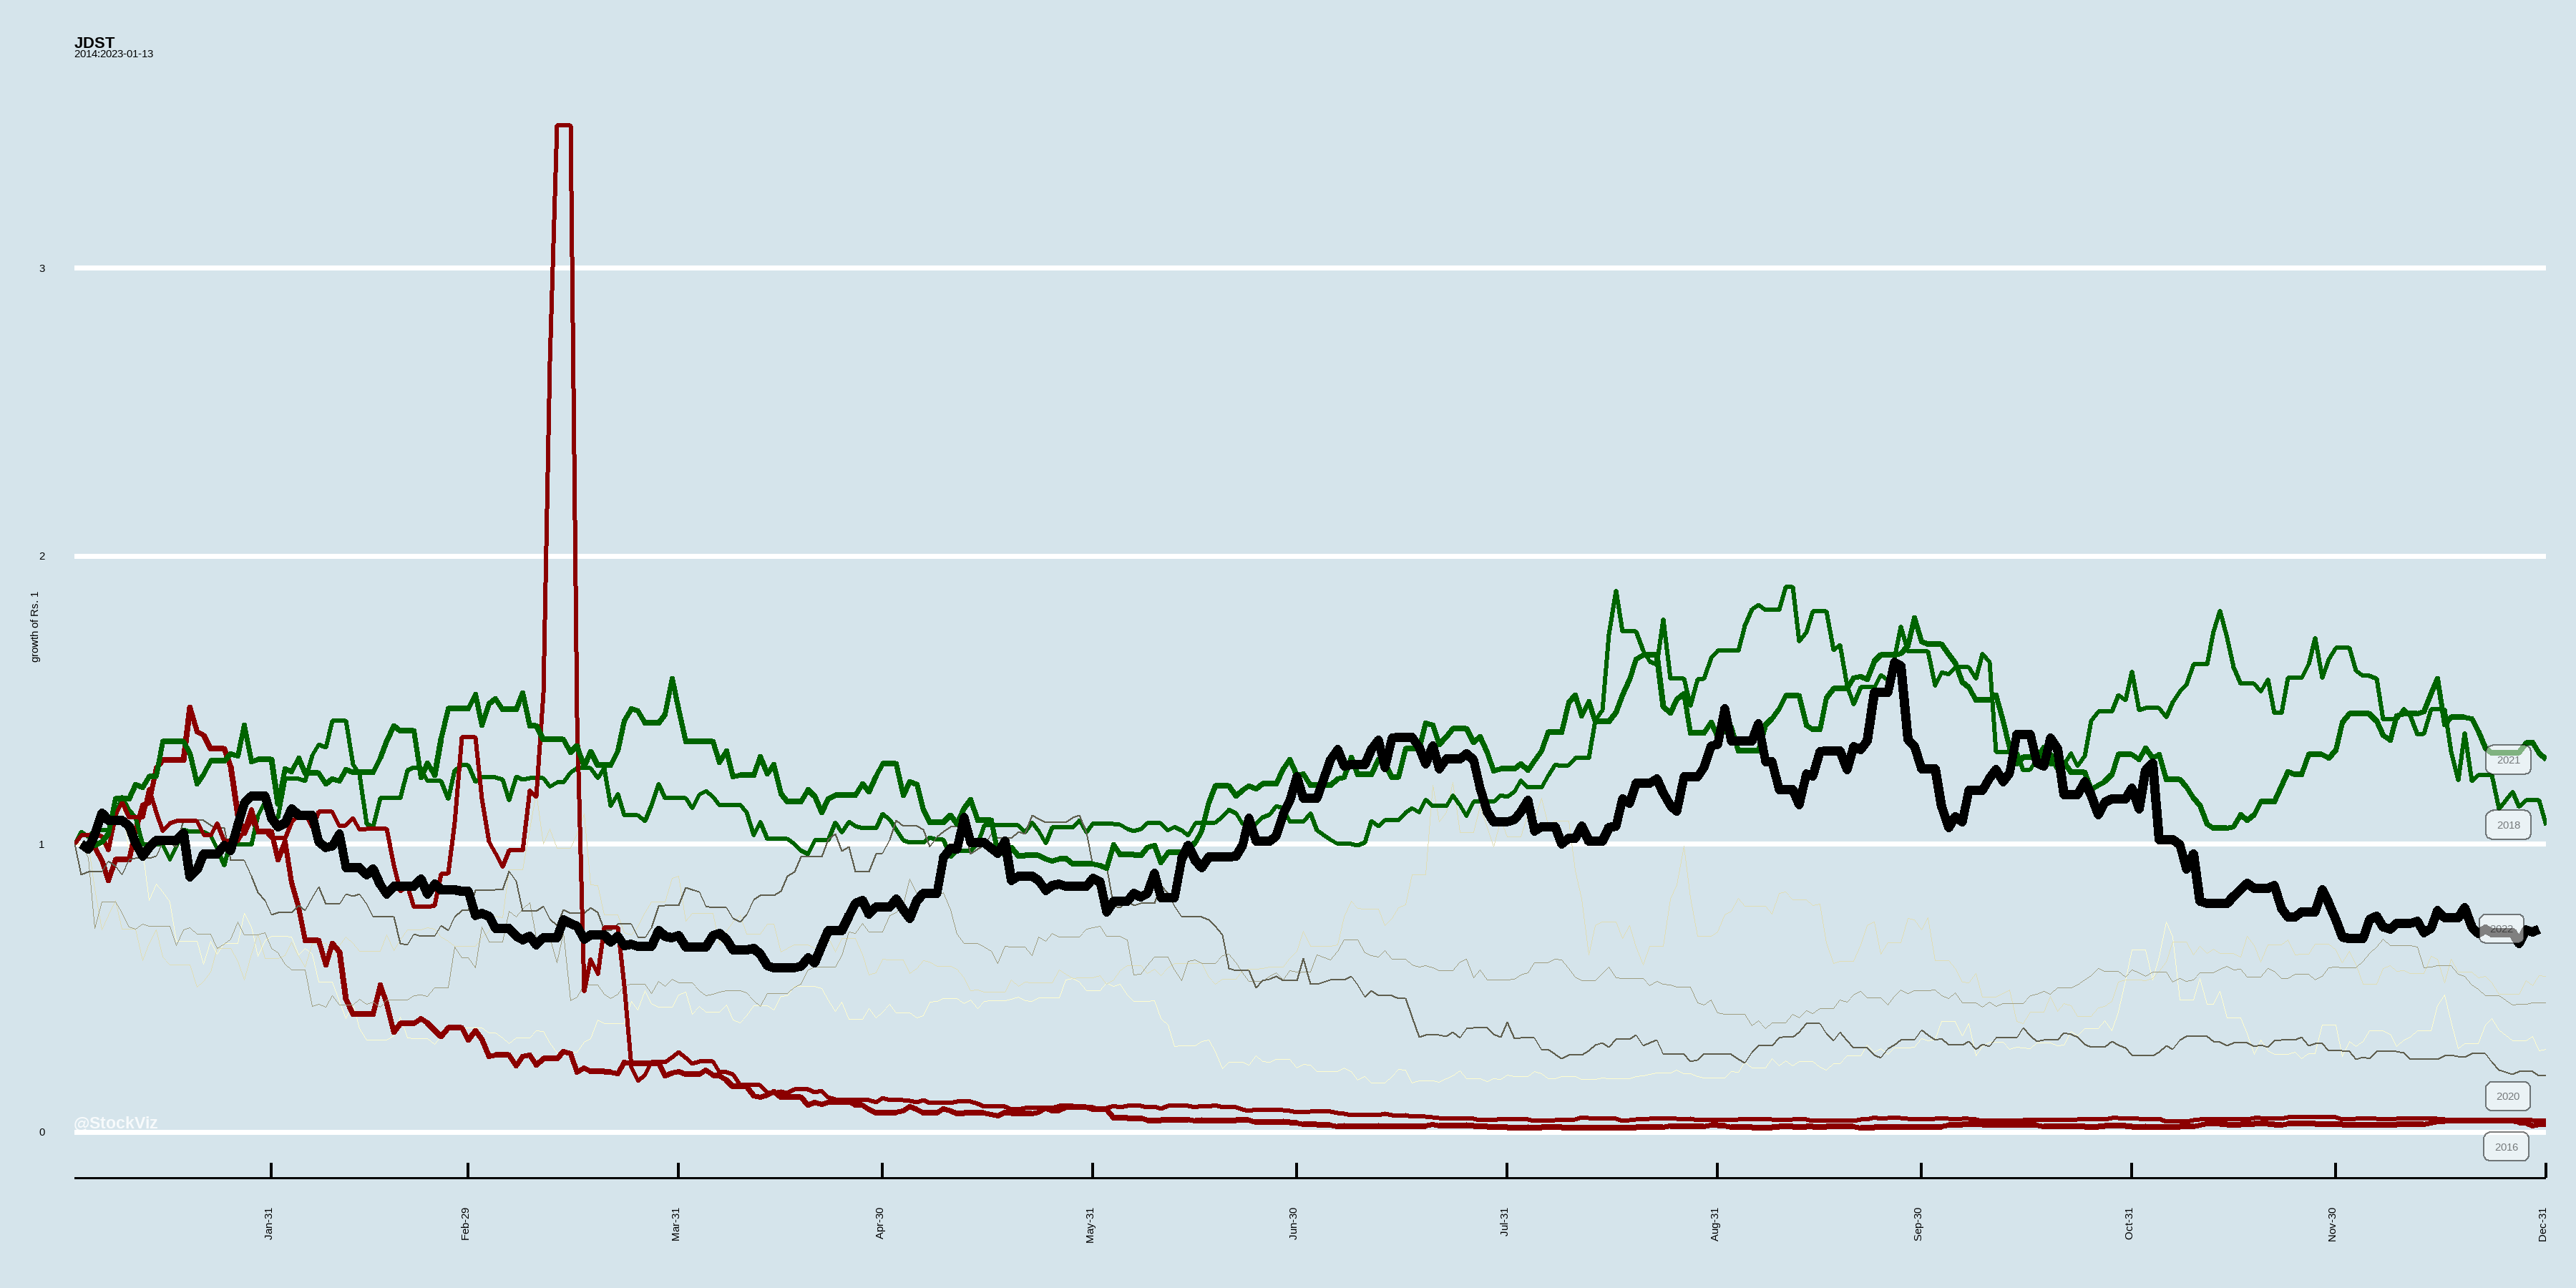 JDST
2014:2023-01-13
3
2
1
0
growth of Rs. 1
2021
2018
2022
2020
2016
@StockViz
Jan-31
Feb-29
Mar-31
Apr-30
May-31
Jun-30
Jul-31
Aug-31
Sep-30
Oct-31
Nov-30
Dec-31